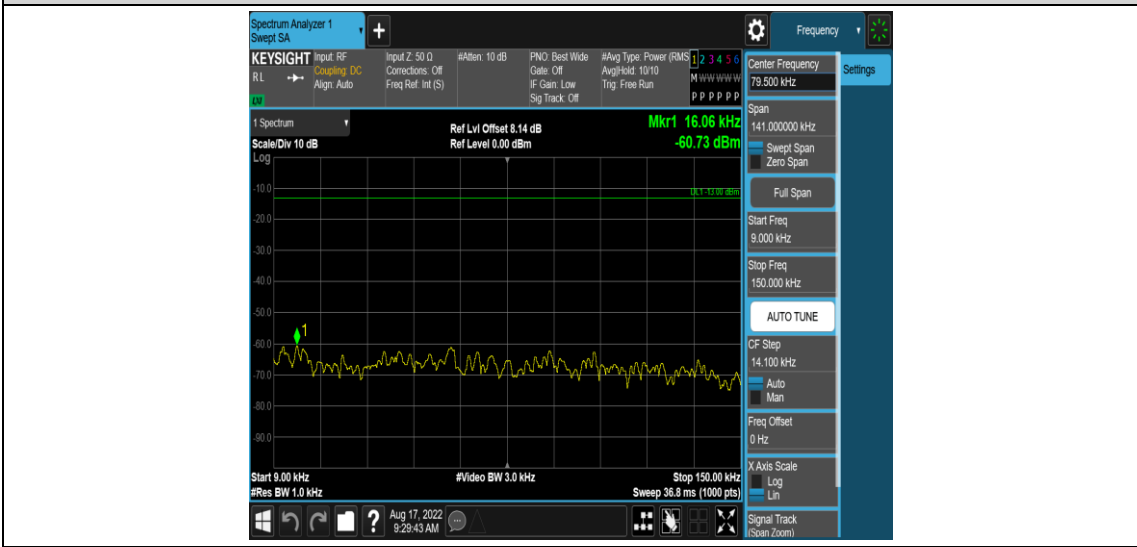 Spectrum Analyzer 1
Swept SA
+
Frequency
KEYSIGHT
RL
LXI
Input: RF
Coupling: DC
Align: Auto
Input Z: 50 Ω
Corrections: Off
Freq Ref: Int (S)
#Atten: 10 dB
PNO: Best Wide
Gate: Off
IF Gain: Low
Sig Track: Off
#Avg Type: Power (RMS
Avg|Hold: 10/10
Trig: Free Run
1 2 3 4 5 6
M W W W W W
P P P P P P
Center Frequency
79.500 kHz
Settings
Span
141.000000 kHz
Swept Span
Zero Span
Full Span
Start Freq
9.000 kHz
Stop Freq
150.000 kHz
AUTO TUNE
CF Step
14.100 kHz
Auto
Man
Freq Offset
0 Hz
X Axis Scale
Log
Lin
Signal Track
(Span Zoom)
1 Spectrum
Scale/Div 10 dB
Log
Ref Lvl Offset 8.14 dB
Ref Level 0.00 dBm
Mkr1 16.06 kHz
-60.73 dBm
DL1 -13.00 dBm
-10.0
-20.0
-30.0
-40.0
-50.0
-60.0
-70.0
-80.0
-90.0
1
Start 9.00 kHz
#Res BW 1.0 kHz
#Video BW 3.0 kHz
Stop 150.00 kHz
Sweep 36.8 ms (1000 pts)
?
Aug 17, 2022
9:29:43 AM